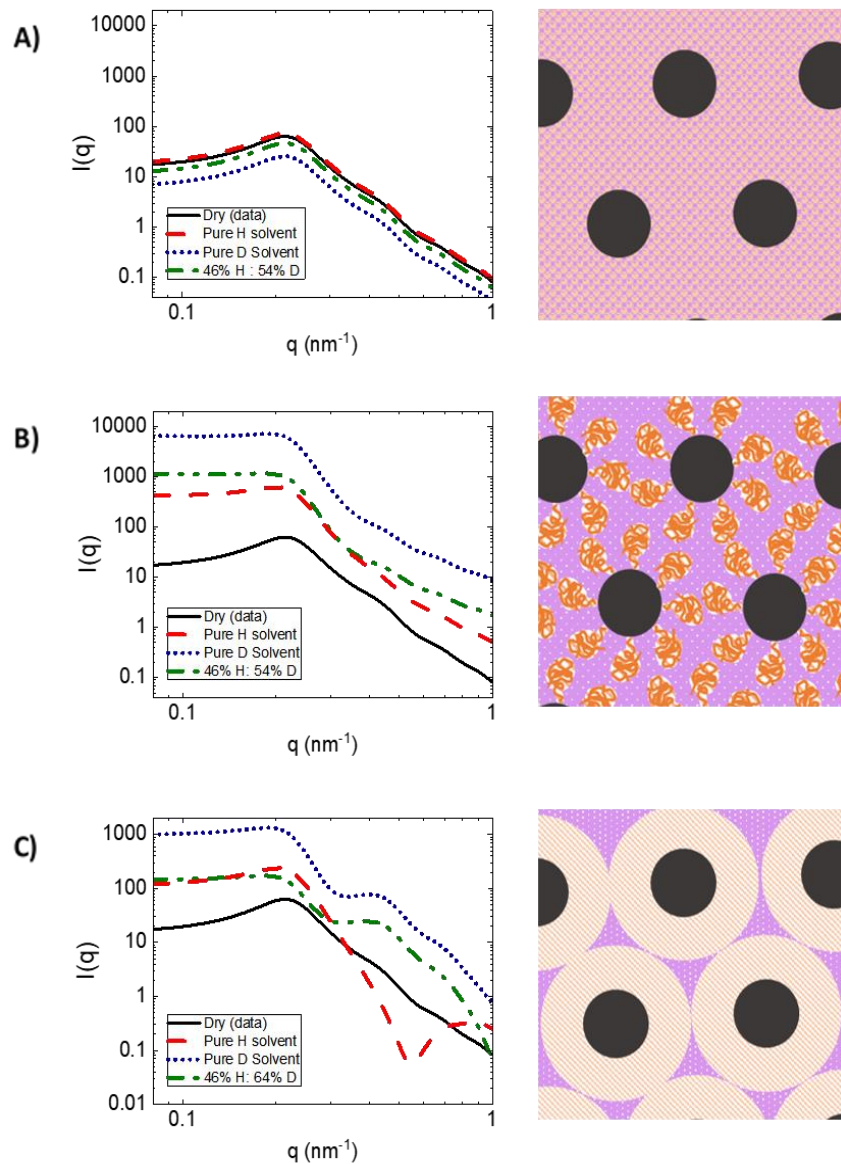 A)
10000
1000
100
10
1
0.1
I(q)
Dry (data)
Pure H solvent
Pure D Solvent
46% H : 54% D
0.1
1
q (nm⁻¹)
B)
10000
1000
100
10
1
0.1
I(q)
Dry (data)
Pure H solvent
Pure D Solvent
46% H: 54% D
0.1
1
q (nm⁻¹)
C)
1000
100
10
1
0.1
0.01
I(q)
Dry (data)
Pure H solvent
Pure D Solvent
46% H: 64% D
0.1
1
q (nm⁻¹)